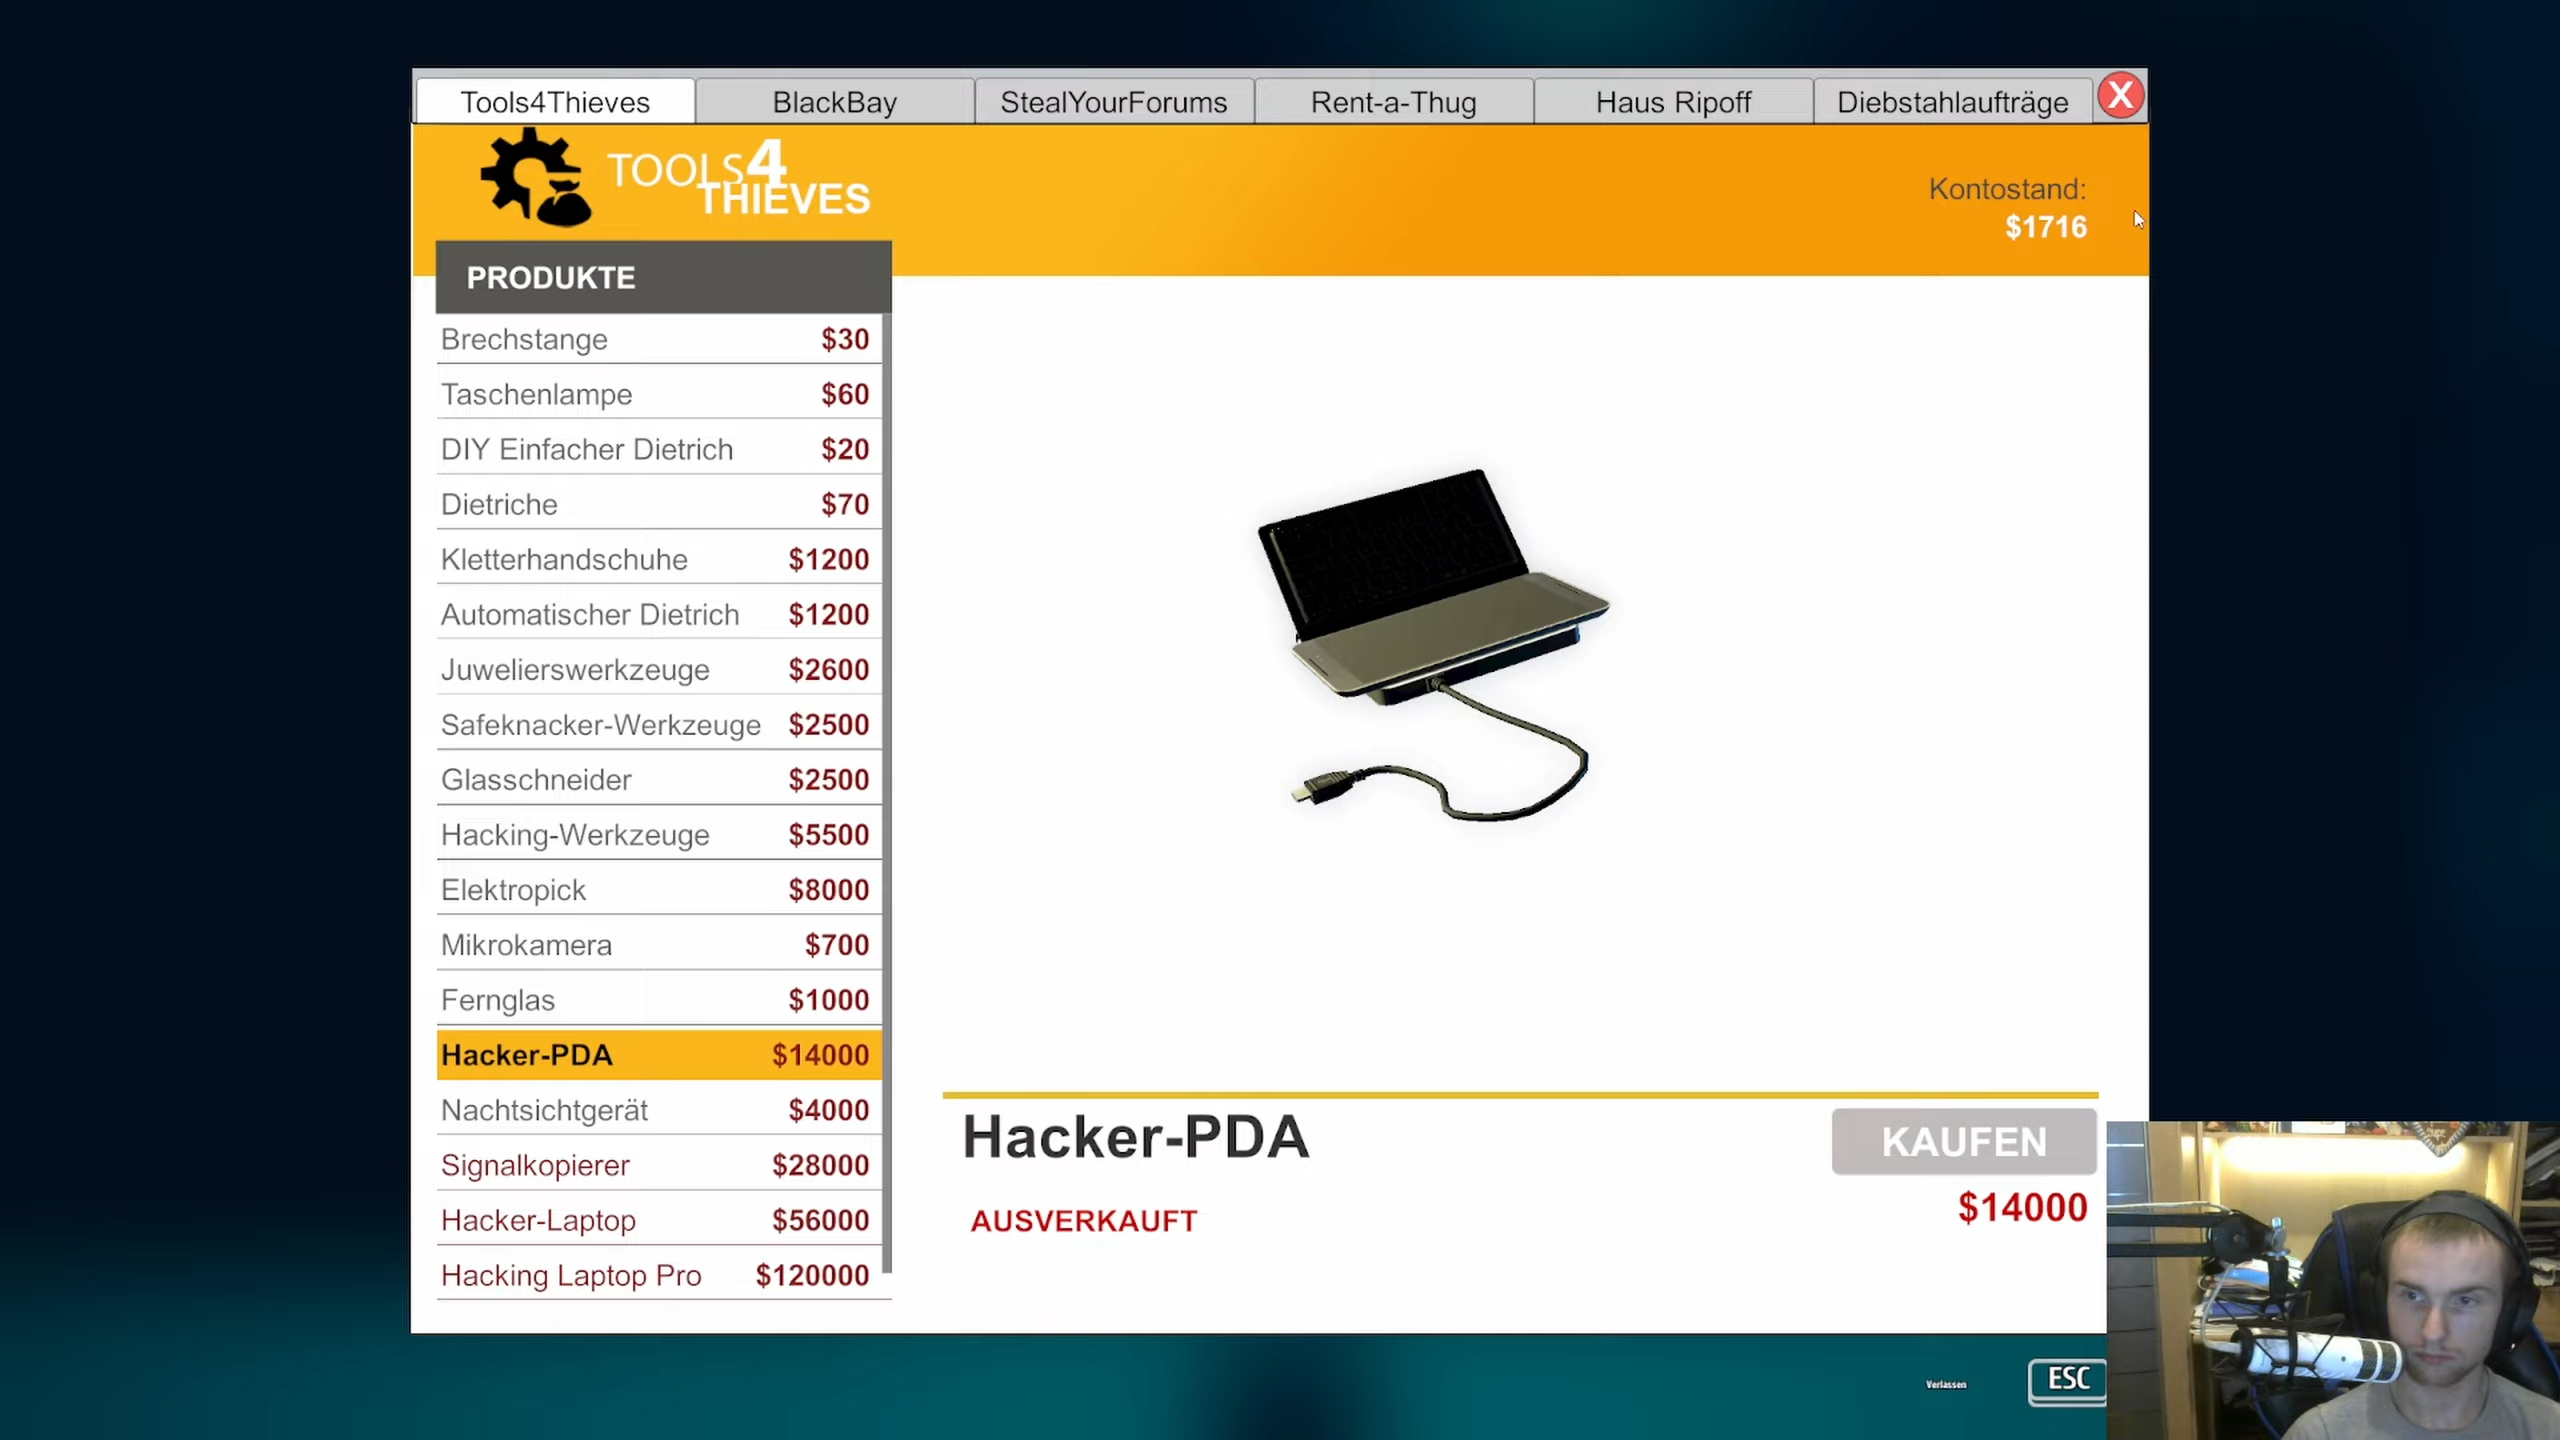 Tools4Thieves
BlackBay
StealYourForums
Rent-a-Thug
Haus Ripoff
Diebstahlaufträge
X
TOOLS4
THIEVES
Kontostand:
$1716
PRODUKTE
Brechstange $30
Taschenlampe $60
DIY Einfacher Dietrich $20
Dietriche $70
Kletterhandschuhe $1200
Automatischer Dietrich $1200
Juwelierswerkzeuge $2600
Safeknacker-Werkzeuge $2500
Glasschneider $2500
Hacking-Werkzeuge $5500
Elektropick $8000
Mikrokamera $700
Fernglas $1000
Hacker-PDA $14000
Nachtsichtgerät $4000
Signalkopierer $28000
Hacker-Laptop $56000
Hacking Laptop Pro $120000
Hacker-PDA
KAUFEN
AUSVERKAUFT
$14000
Verlassen
ESC